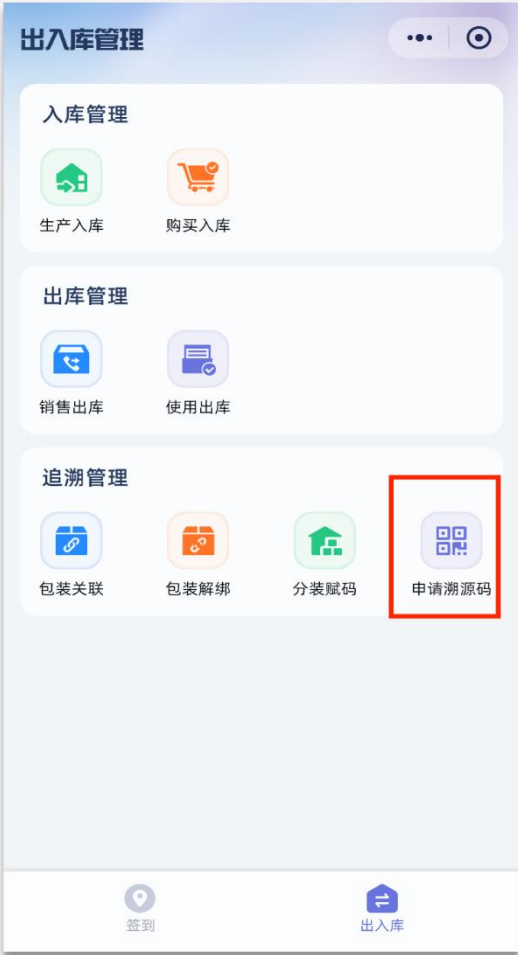 出入库管理
入库管理
生产入库 购买入库
出库管理
销售出库 使用出库
追溯管理
包装关联 包装解绑 分装赋码 申请溯源码
签到 出入库